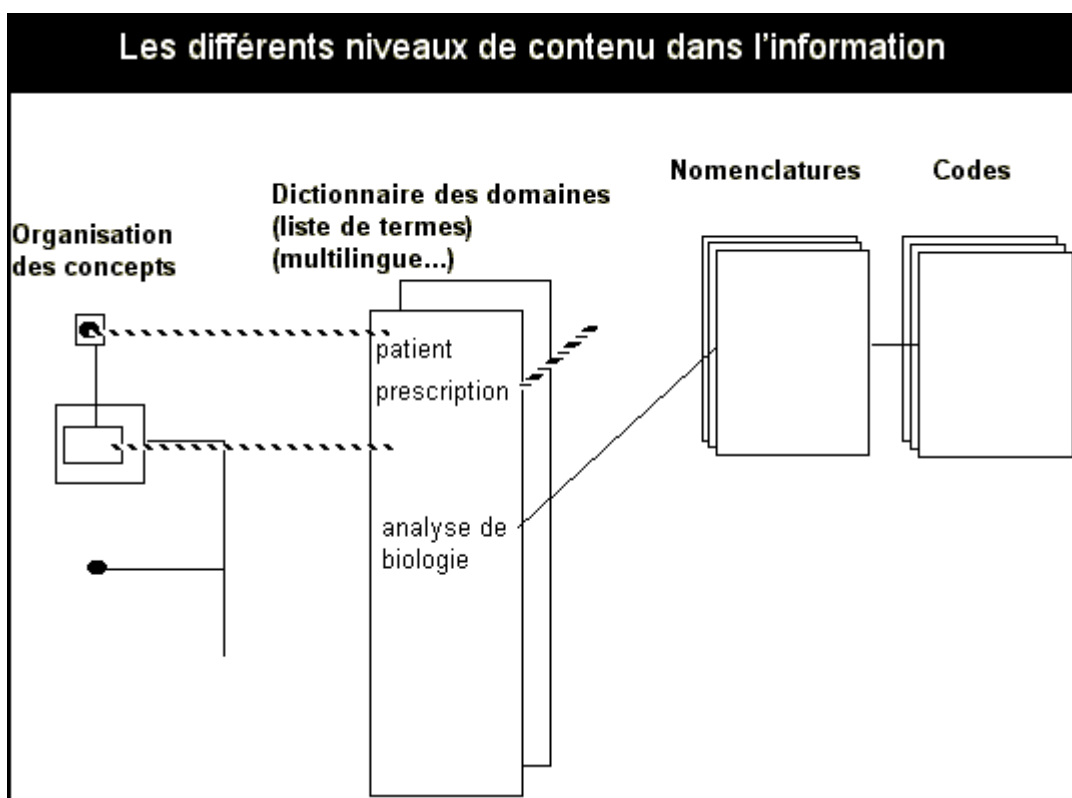 Les différents niveaux de contenu dans l'information
Nomenclatures
Codes
Dictionnaire des domaines
(liste de termes)
(multilingue...)
Organisation
des concepts
patient
prescription
analyse de
biologie